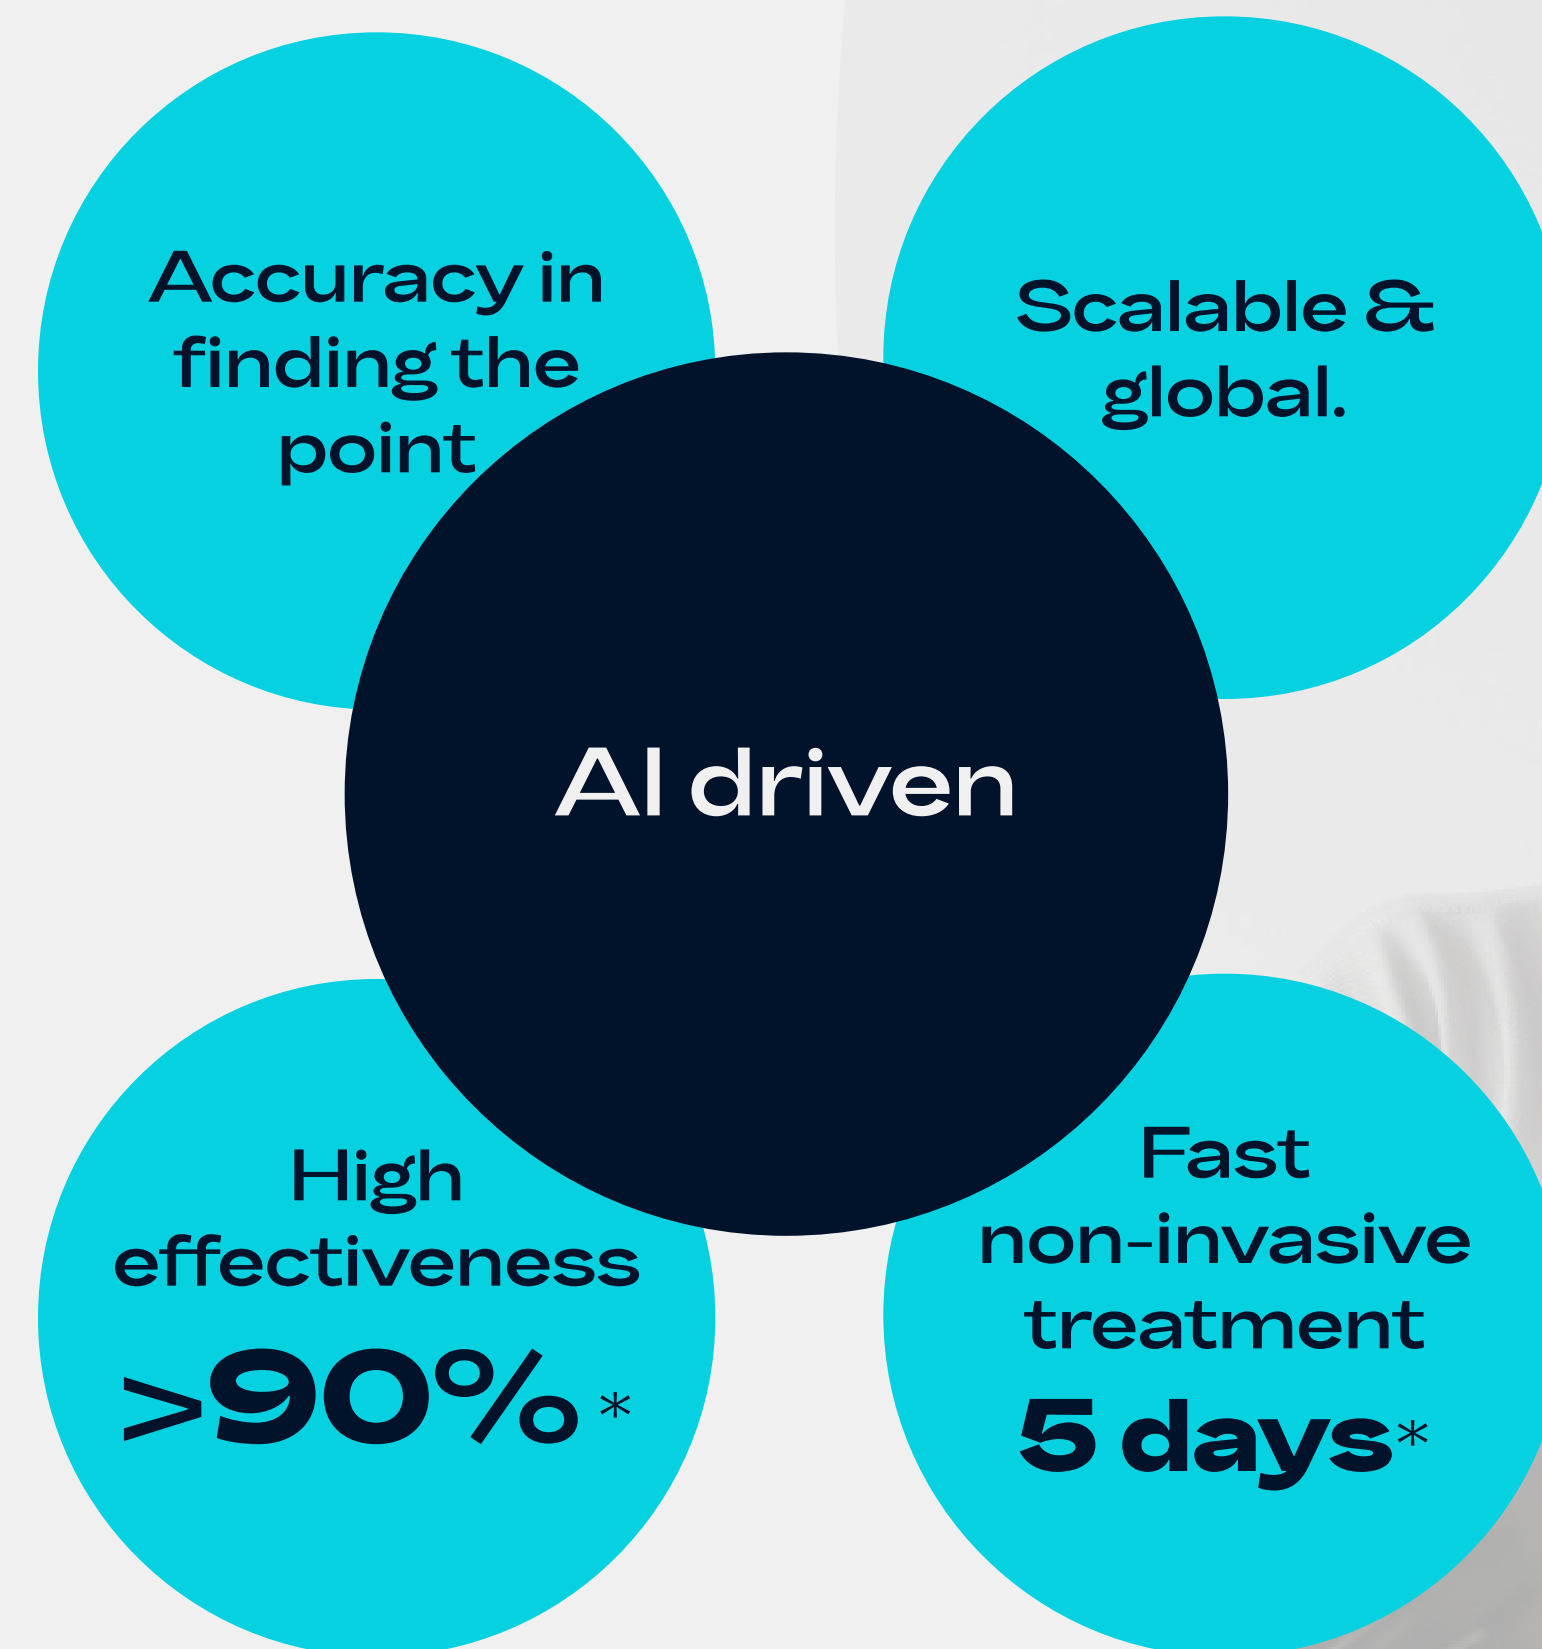 Accuracy in
finding the
point
Scalable &
global.
AI driven
High
effectiveness
>90% *
Fast
non-invasive
treatment
5 days*